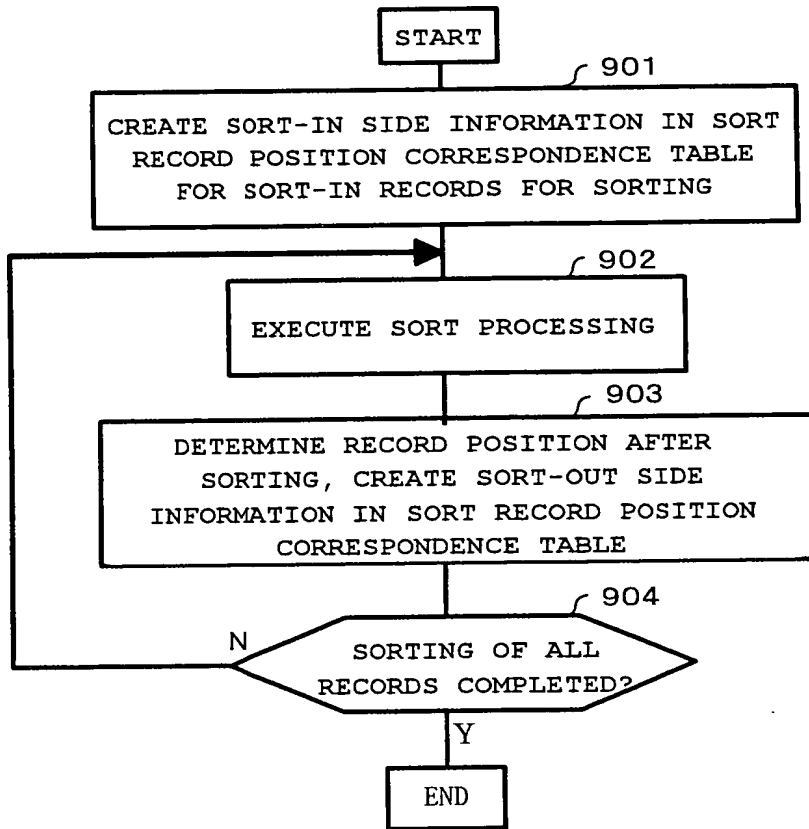 START
901
CREATE SORT-IN SIDE INFORMATION IN SORT
RECORD POSITION CORRESPONDENCE TABLE
FOR SORT-IN RECORDS FOR SORTING
902
EXECUTE SORT PROCESSING
903
DETERMINE RECORD POSITION AFTER
SORTING, CREATE SORT-OUT SIDE
INFORMATION IN SORT RECORD POSITION
CORRESPONDENCE TABLE
904
N
SORTING OF ALL
RECORDS COMPLETED?
Y
END